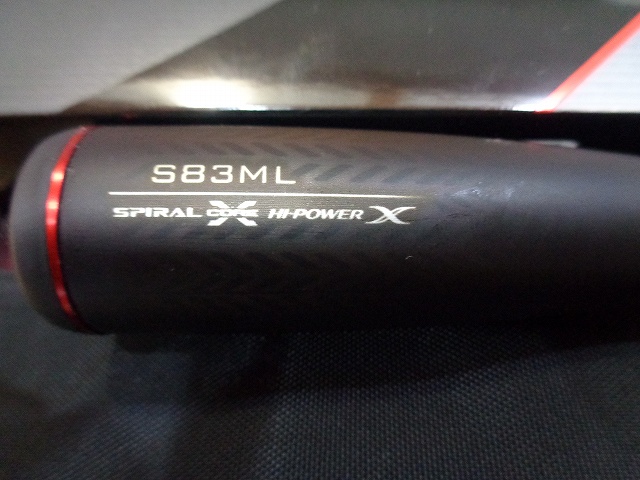 S83ML
SPIRAL X CORE HI-POWER X